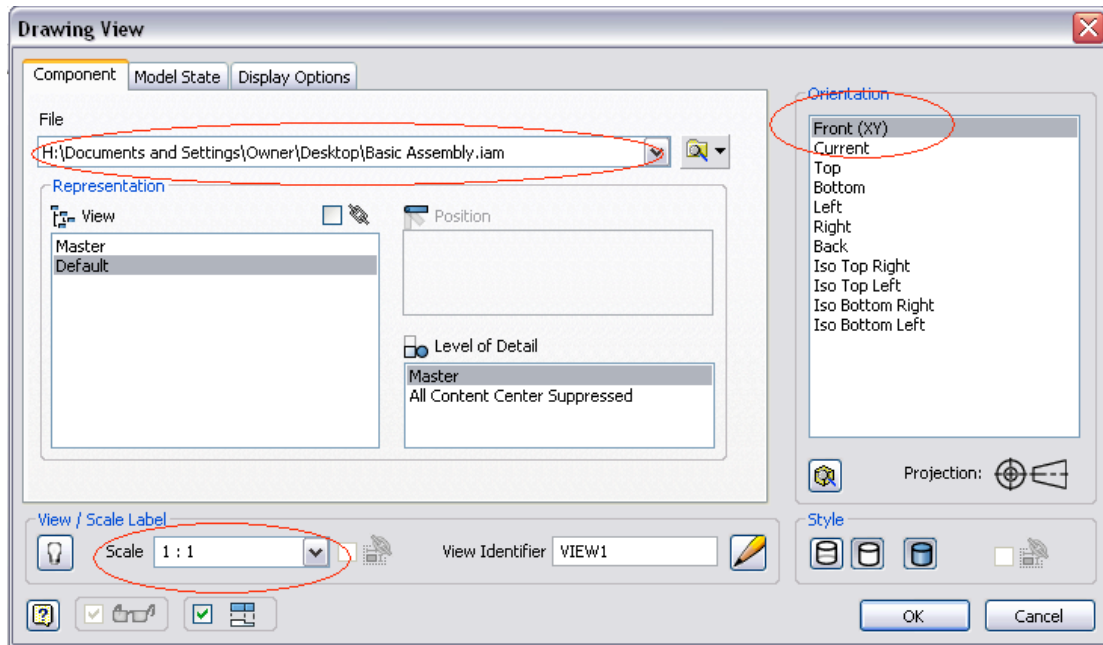 Drawing View
Component Model State Display Options
File
H:\Documents and Settings\Owner\Desktop\Basic Assembly.iam
Representation
View
Master
Default
Position
Level of Detail
Master
All Content Center Suppressed
Orientation
Front (XY)
Current
Top
Bottom
Left
Right
Back
Iso Top Right
Iso Top Left
Iso Bottom Right
Iso Bottom Left
Projection:
View / Scale Label
Scale 1 : 1
View Identifier VIEW1
Style
OK Cancel